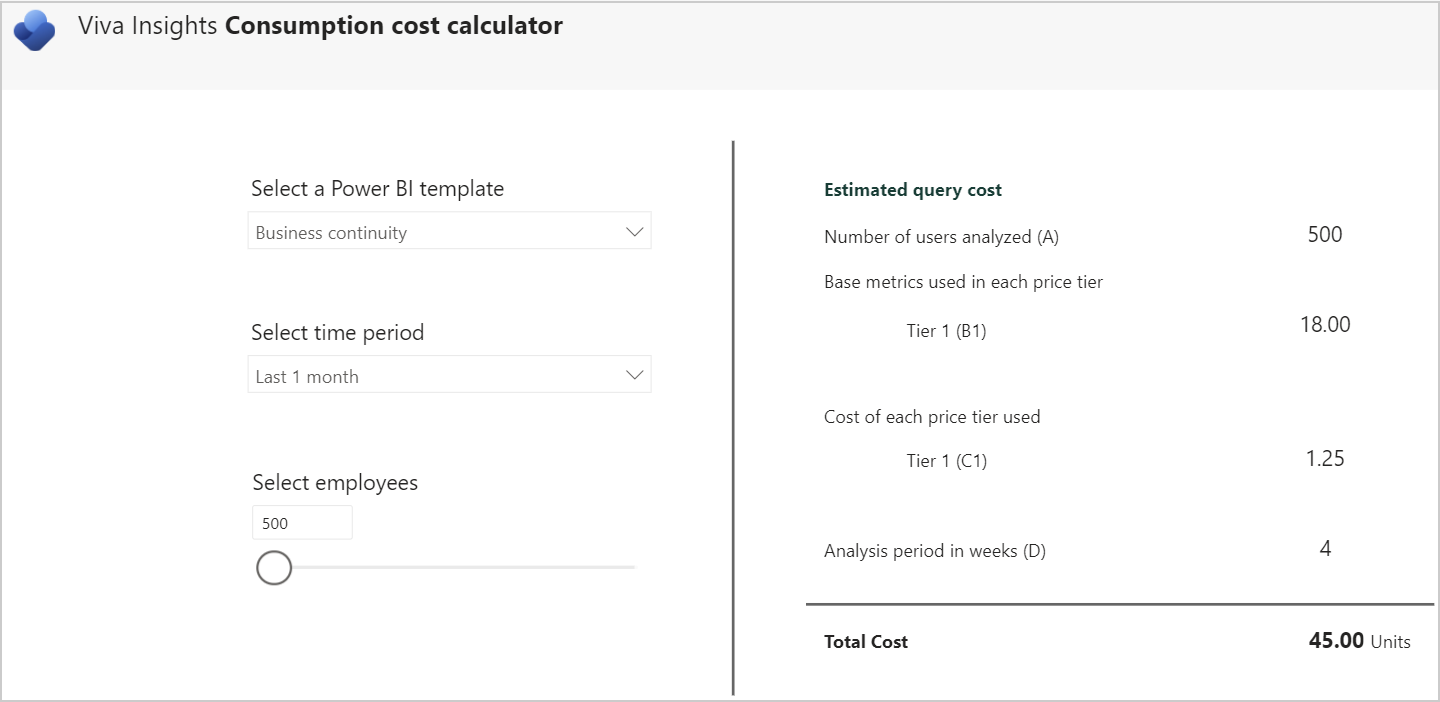 Viva Insights Consumption cost calculator
Select a Power BI template
Business continuity
Select time period
Last 1 month
Select employees
500
Estimated query cost
Number of users analyzed (A) 500
Base metrics used in each price tier
Tier 1 (B1) 18.00
Cost of each price tier used
Tier 1 (C1) 1.25
Analysis period in weeks (D) 4
Total Cost 45.00 Units